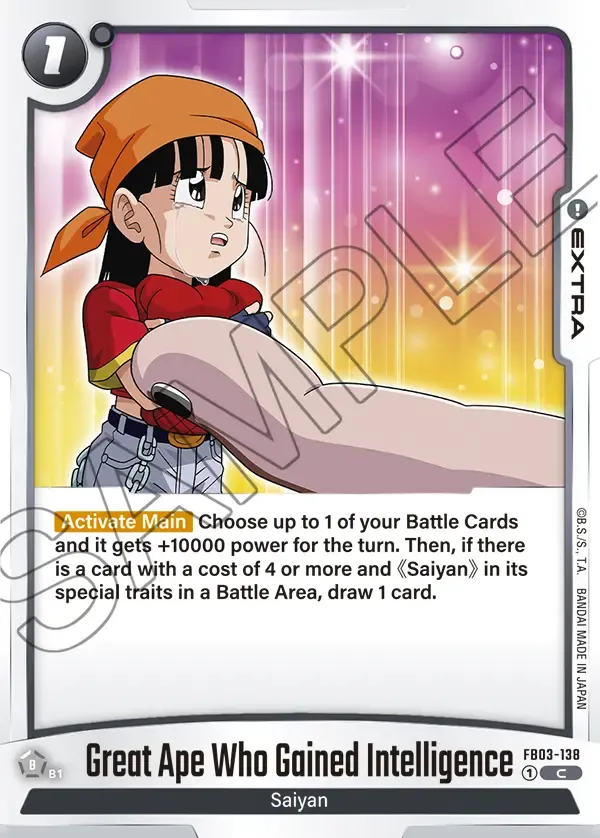 1
! EXTRA
SAMPLE
Activate Main Choose up to 1 of your Battle Cards
and it gets +10000 power for the turn. Then, if there
is a card with a cost of 4 or more and 《Saiyan》 in its
special traits in a Battle Area, draw 1 card.
©B.S./S., T.A. BANDAI MADE IN JAPAN
B B1
Great Ape Who Gained Intelligence
FB03-138
1 C
Saiyan